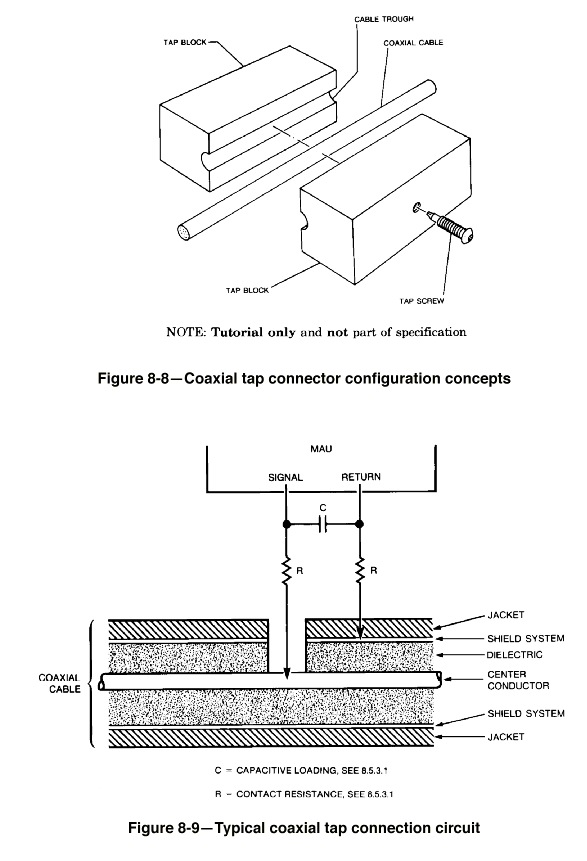 CABLE TROUGH
TAP BLOCK
COAXIAL CABLE
TAP BLOCK
TAP SCREW
NOTE: Tutorial only and not part of specification
Figure 8-8—Coaxial tap connector configuration concepts
MAU
SIGNAL
RETURN
C
R
R
JACKET
SHIELD SYSTEM
DIELECTRIC
COAXIAL
CABLE
CENTER
CONDUCTOR
SHIELD SYSTEM
JACKET
C = CAPACITIVE LOADING, SEE 8.5.3.1
R = CONTACT RESISTANCE, SEE 8.5.3.1
Figure 8-9—Typical coaxial tap connection circuit